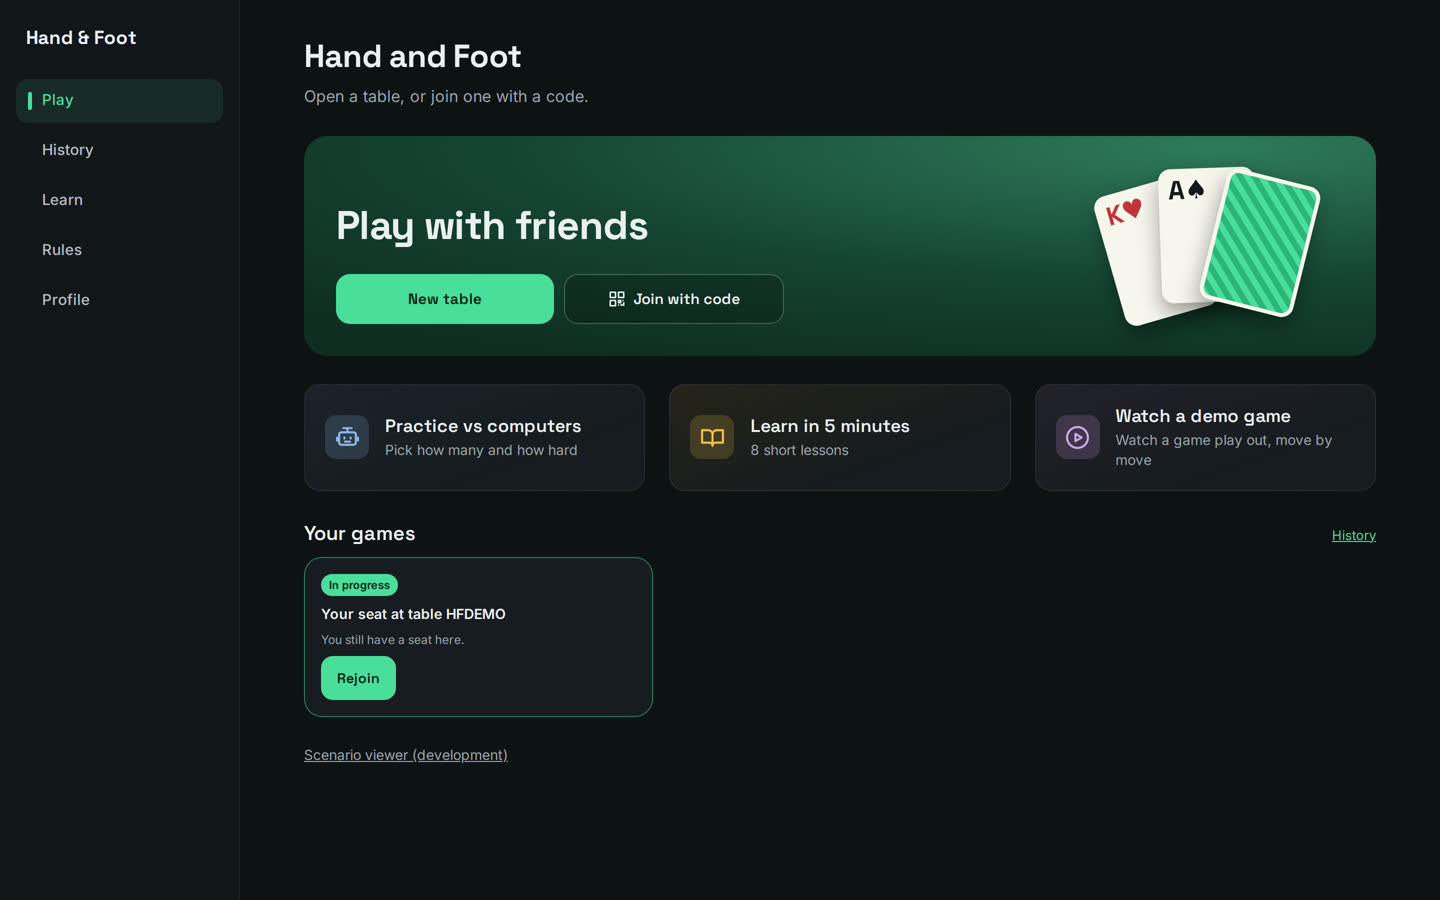 Hand & Foot
Play
History
Learn
Rules
Profile
Hand and Foot
Open a table, or join one with a code.
Play with friends
New table
Join with code
K♥
A♠
Practice vs computers
Pick how many and how hard
Learn in 5 minutes
8 short lessons
Watch a demo game
Watch a game play out, move by
move
Your games
History
In progress
Your seat at table HFDEMO
You still have a seat here.
Rejoin
Scenario viewer (development)